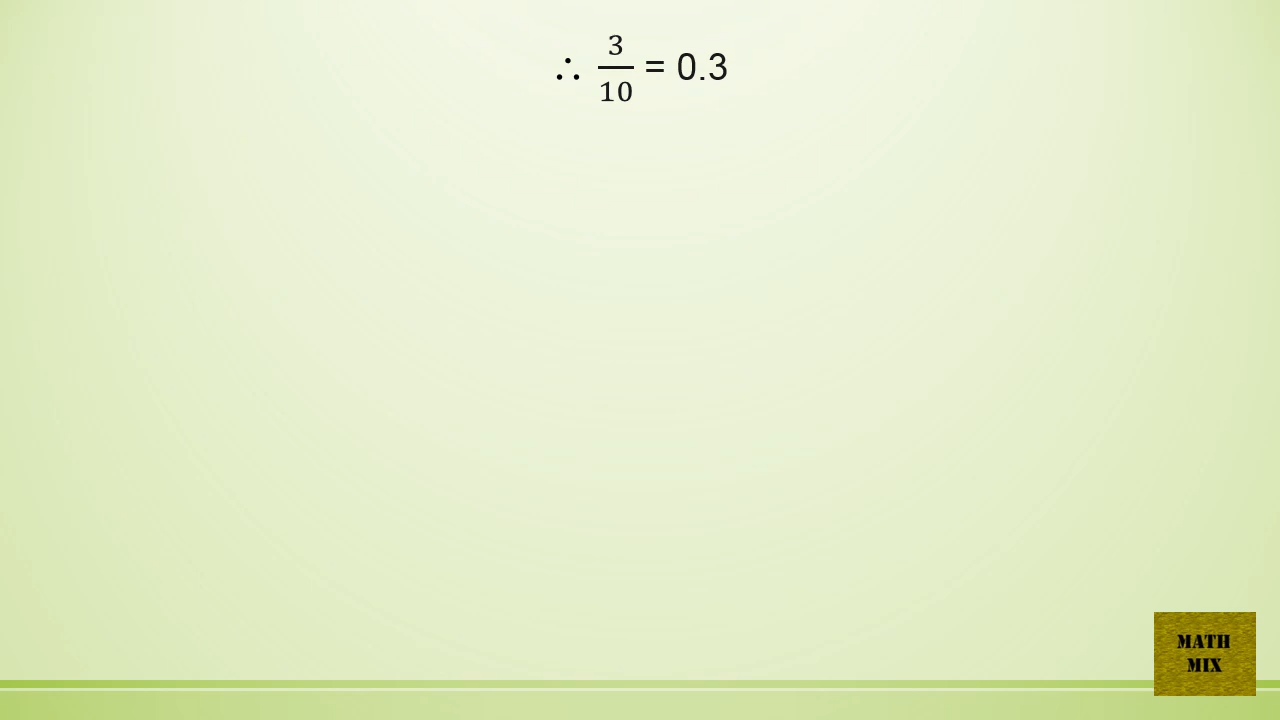 ∴ 3/10 = 0.3
MATH
MIX